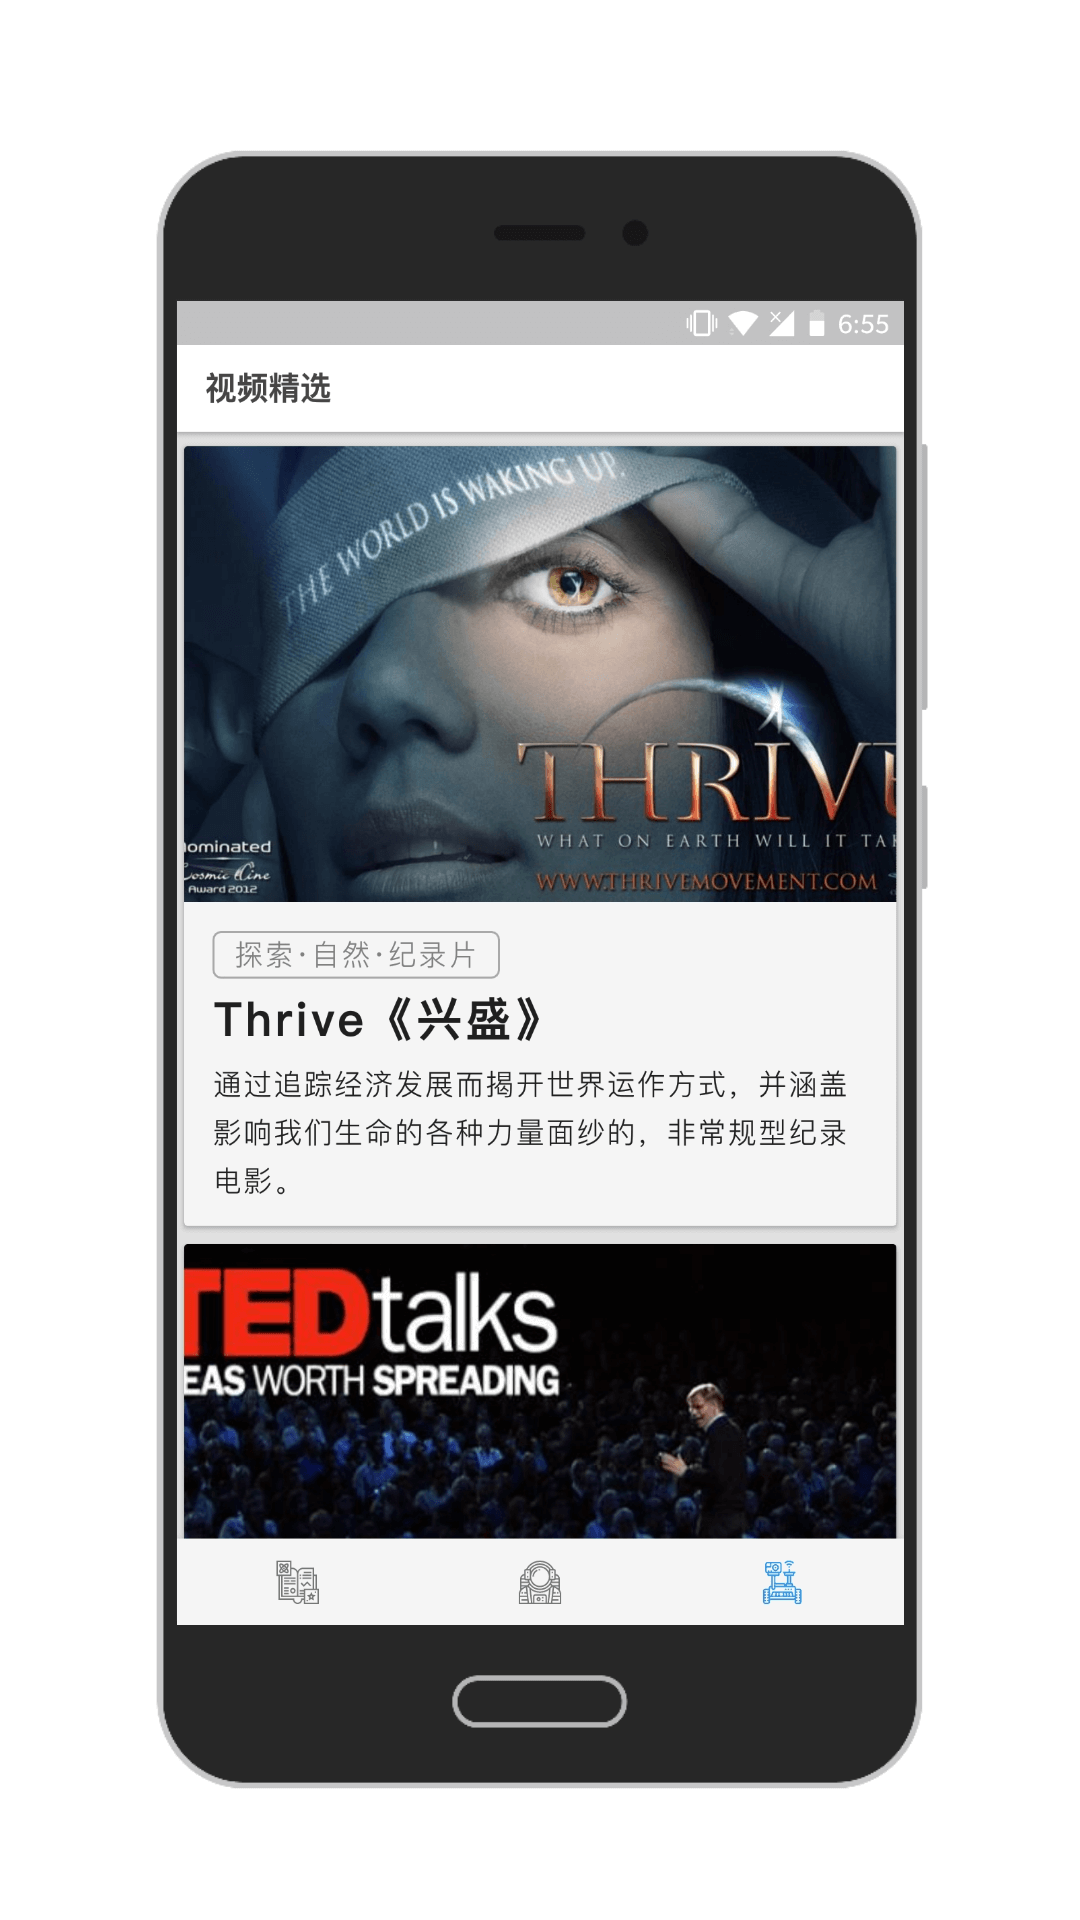 6:55
视频精选
THE WORLD IS WAKING UP.
THRIVE
WHAT ON EARTH WILL IT TAK
ominated
Cosmic Cine
Award 2012
WWW.THRIVEMOVEMENT.COM
探索·自然·纪录片
Thrive《兴盛》
通过追踪经济发展而揭开世界运作方式，并涵盖
影响我们生命的各种力量面纱的，非常规型纪录
电影。
TEDtalks
EAS WORTH SPREADING